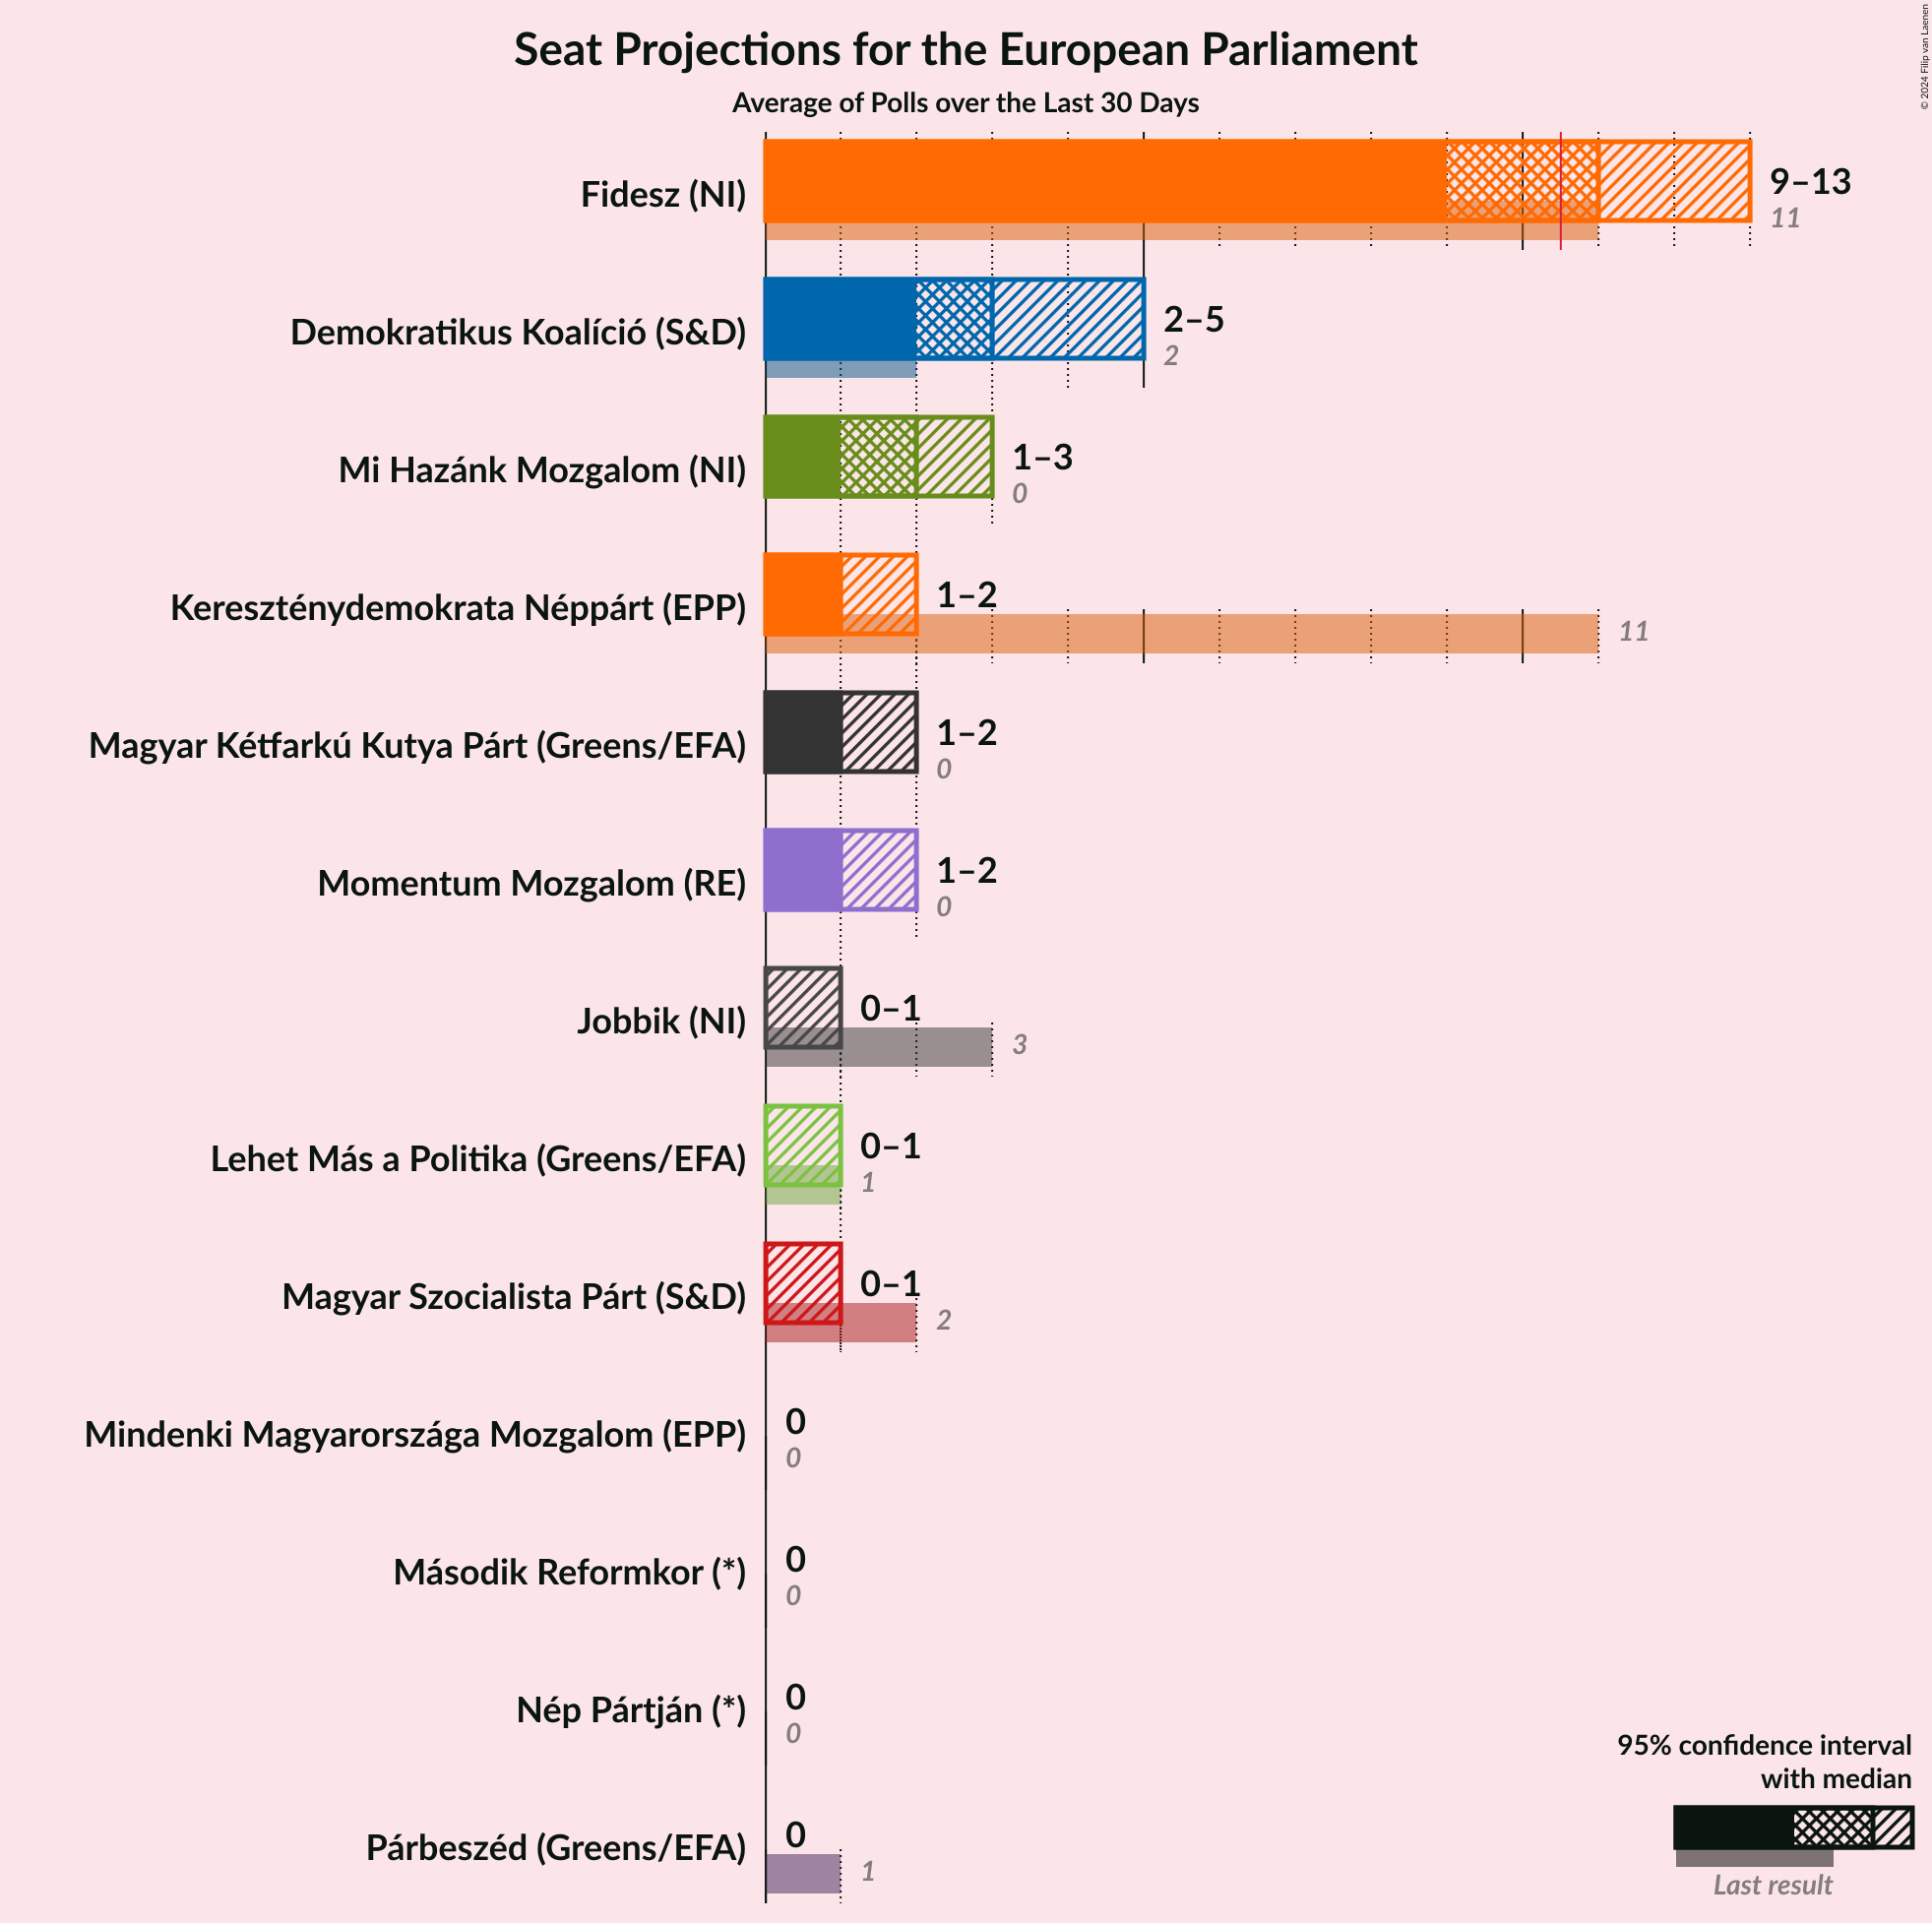 Seat Projections for the European Parliament
Average of Polls over the Last 30 Days
© 2024 Filip van Laenen
Fidesz (NI)
9–13
11
Demokratikus Koalíció (S&D)
2–5
2
Mi Hazánk Mozgalom (NI)
1–3
0
Kereszténydemokrata Néppárt (EPP)
1–2
11
Magyar Kétfarkú Kutya Párt (Greens/EFA)
1–2
0
Momentum Mozgalom (RE)
1–2
0
Jobbik (NI)
0–1
3
Lehet Más a Politika (Greens/EFA)
0–1
1
Magyar Szocialista Párt (S&D)
0–1
2
Mindenki Magyarországa Mozgalom (EPP)
0
0
Második Reformkor (*)
0
0
Nép Pártján (*)
0
0
Párbeszéd (Greens/EFA)
0
1
95% confidence interval
with median
Last result